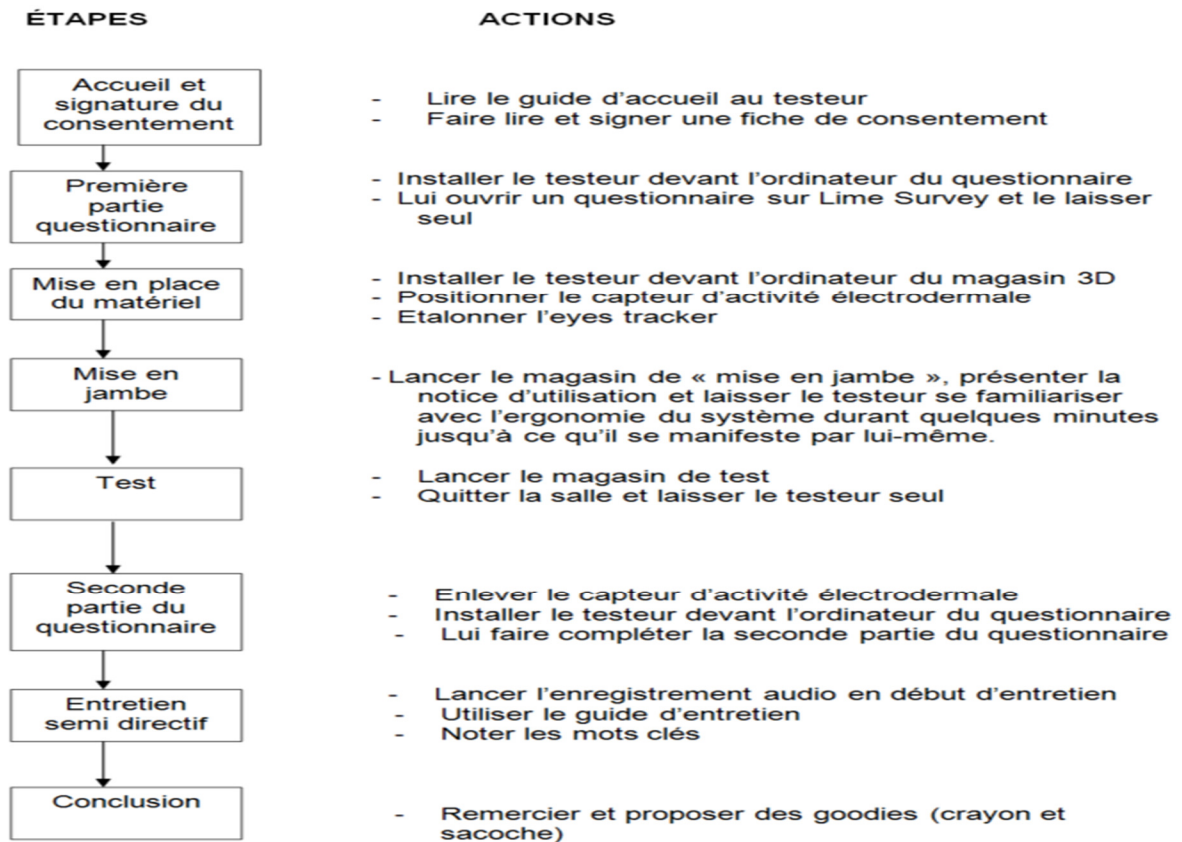 ÉTAPES ACTIONS
Accueil et
signature du
consentement
- Lire le guide d'accueil au testeur
- Faire lire et signer une fiche de consentement
Première
partie
questionnaire
- Installer le testeur devant l'ordinateur du questionnaire
- Lui ouvrir un questionnaire sur Lime Survey et le laisser
seul
Mise en place
du matériel
- Installer le testeur devant l'ordinateur du magasin 3D
- Positionner le capteur d'activité électrodermale
- Etalonner l'eyes tracker
Mise en
jambe
- Lancer le magasin de « mise en jambe », présenter la
notice d'utilisation et laisser le testeur se familiariser
avec l'ergonomie du système durant quelques minutes
jusqu'à ce qu'il se manifeste par lui-même.
Test
- Lancer le magasin de test
- Quitter la salle et laisser le testeur seul
Seconde
partie du
questionnaire
- Enlever le capteur d'activité électrodermale
- Installer le testeur devant l'ordinateur du questionnaire
- Lui faire compléter la seconde partie du questionnaire
Entretien
semi directif
- Lancer l'enregistrement audio en début d'entretien
- Utiliser le guide d'entretien
- Noter les mots clés
Conclusion
- Remercier et proposer des goodies (crayon et
sacoche)